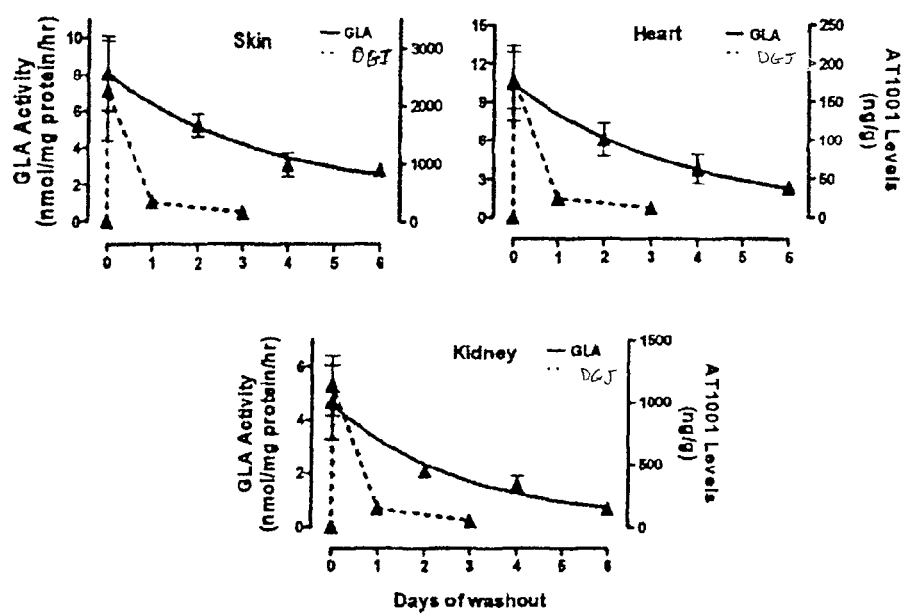 Skin
GLA
DGJ
GLA Activity
(nmol/mg protein/hr)
10
8
6
4
2
0
3000
2000
1000
0
0 1 2 3 4 5 6
Heart
GLA
DGJ
15
12
9
6
3
0
250
200
150
100
50
0
AT1001 Levels
(ng/g)
0 1 2 3 4 5 6
Kidney
GLA
DGJ
GLA Activity
(nmol/mg protein/hr)
6
4
2
0
1500
1000
500
0
AT1001 Levels
(ng/g)
0 1 2 3 4 5 6
Days of washout